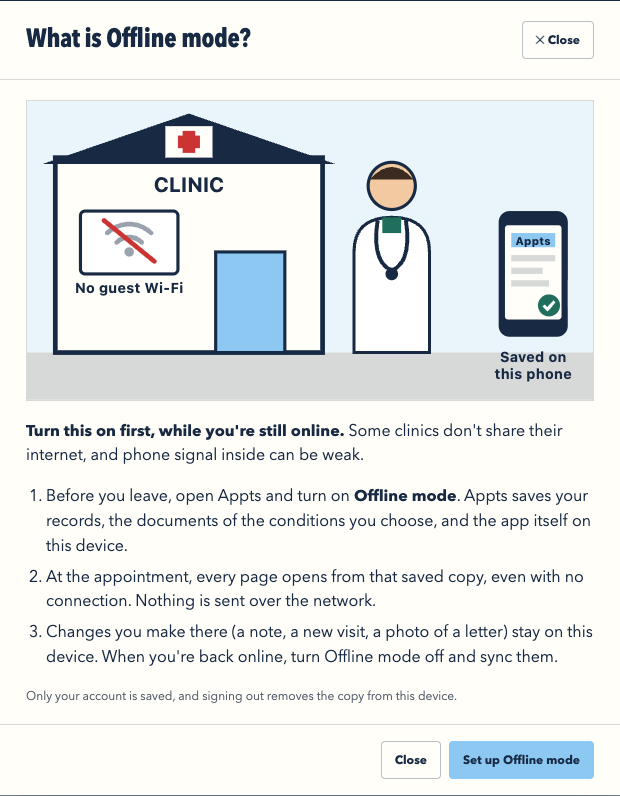 What is Offline mode?
× Close
CLINIC
No guest Wi-Fi
Appts
Saved on
this phone
Turn this on first, while you're still online. Some clinics don't share their
internet, and phone signal inside can be weak.
1. Before you leave, open Appts and turn on Offline mode. Appts saves your
records, the documents of the conditions you choose, and the app itself on
this device.
2. At the appointment, every page opens from that saved copy, even with no
connection. Nothing is sent over the network.
3. Changes you make there (a note, a new visit, a photo of a letter) stay on this
device. When you're back online, turn Offline mode off and sync them.
Only your account is saved, and signing out removes the copy from this device.
Close
Set up Offline mode